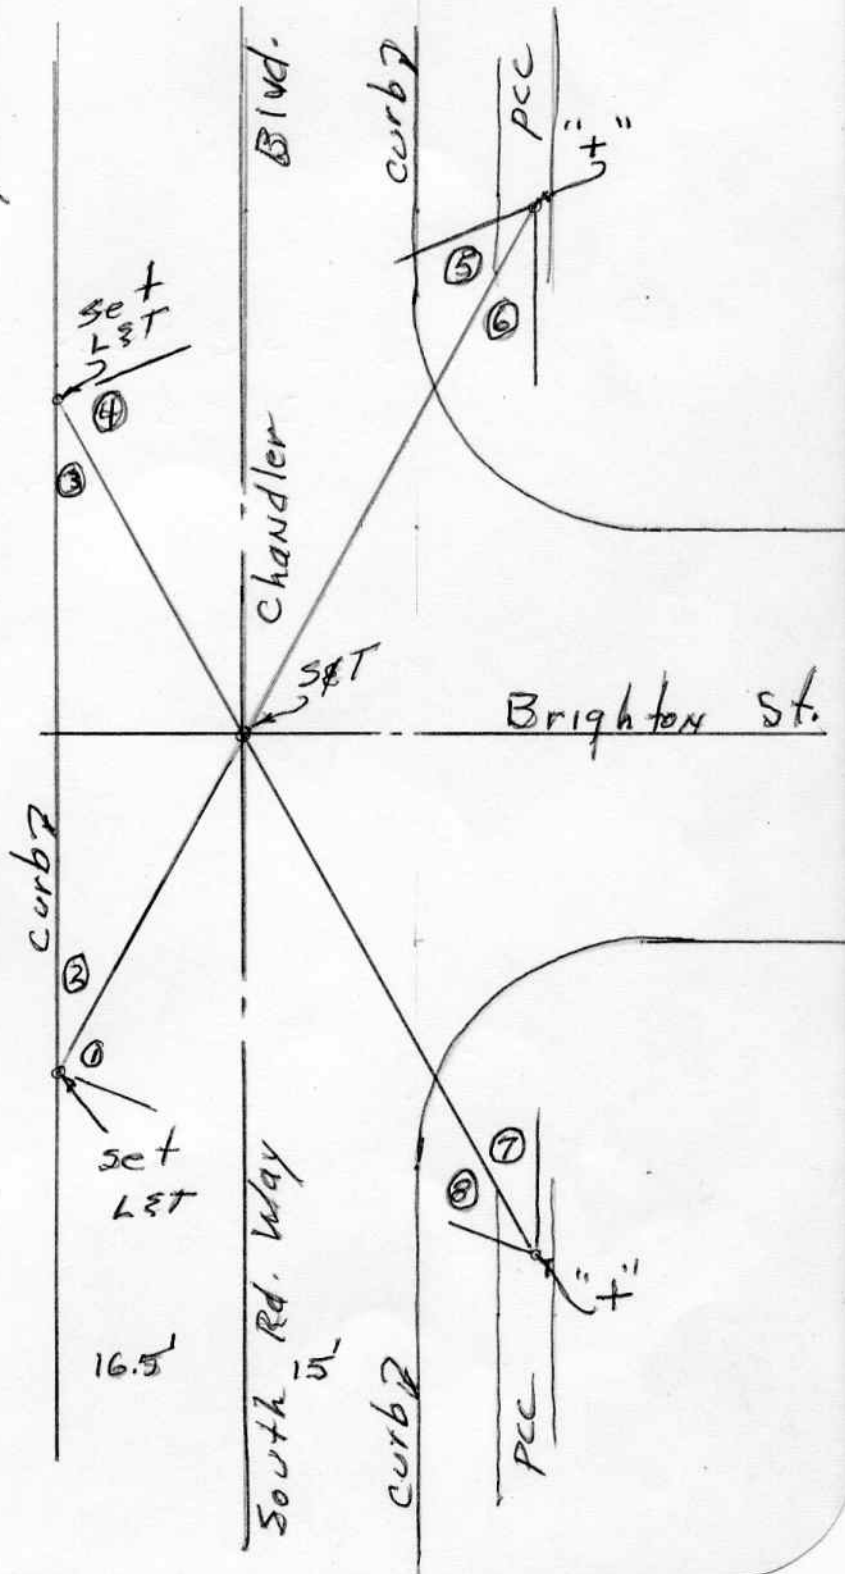 Blvd.
curb
PCC
"+"
5
6
set
L&T
4
3
Chandler
S&T
Brighton St.
curb
2
1
set
L&T
7
8
"+"
South Rd. Way
16.5'
15'
curb
PCC